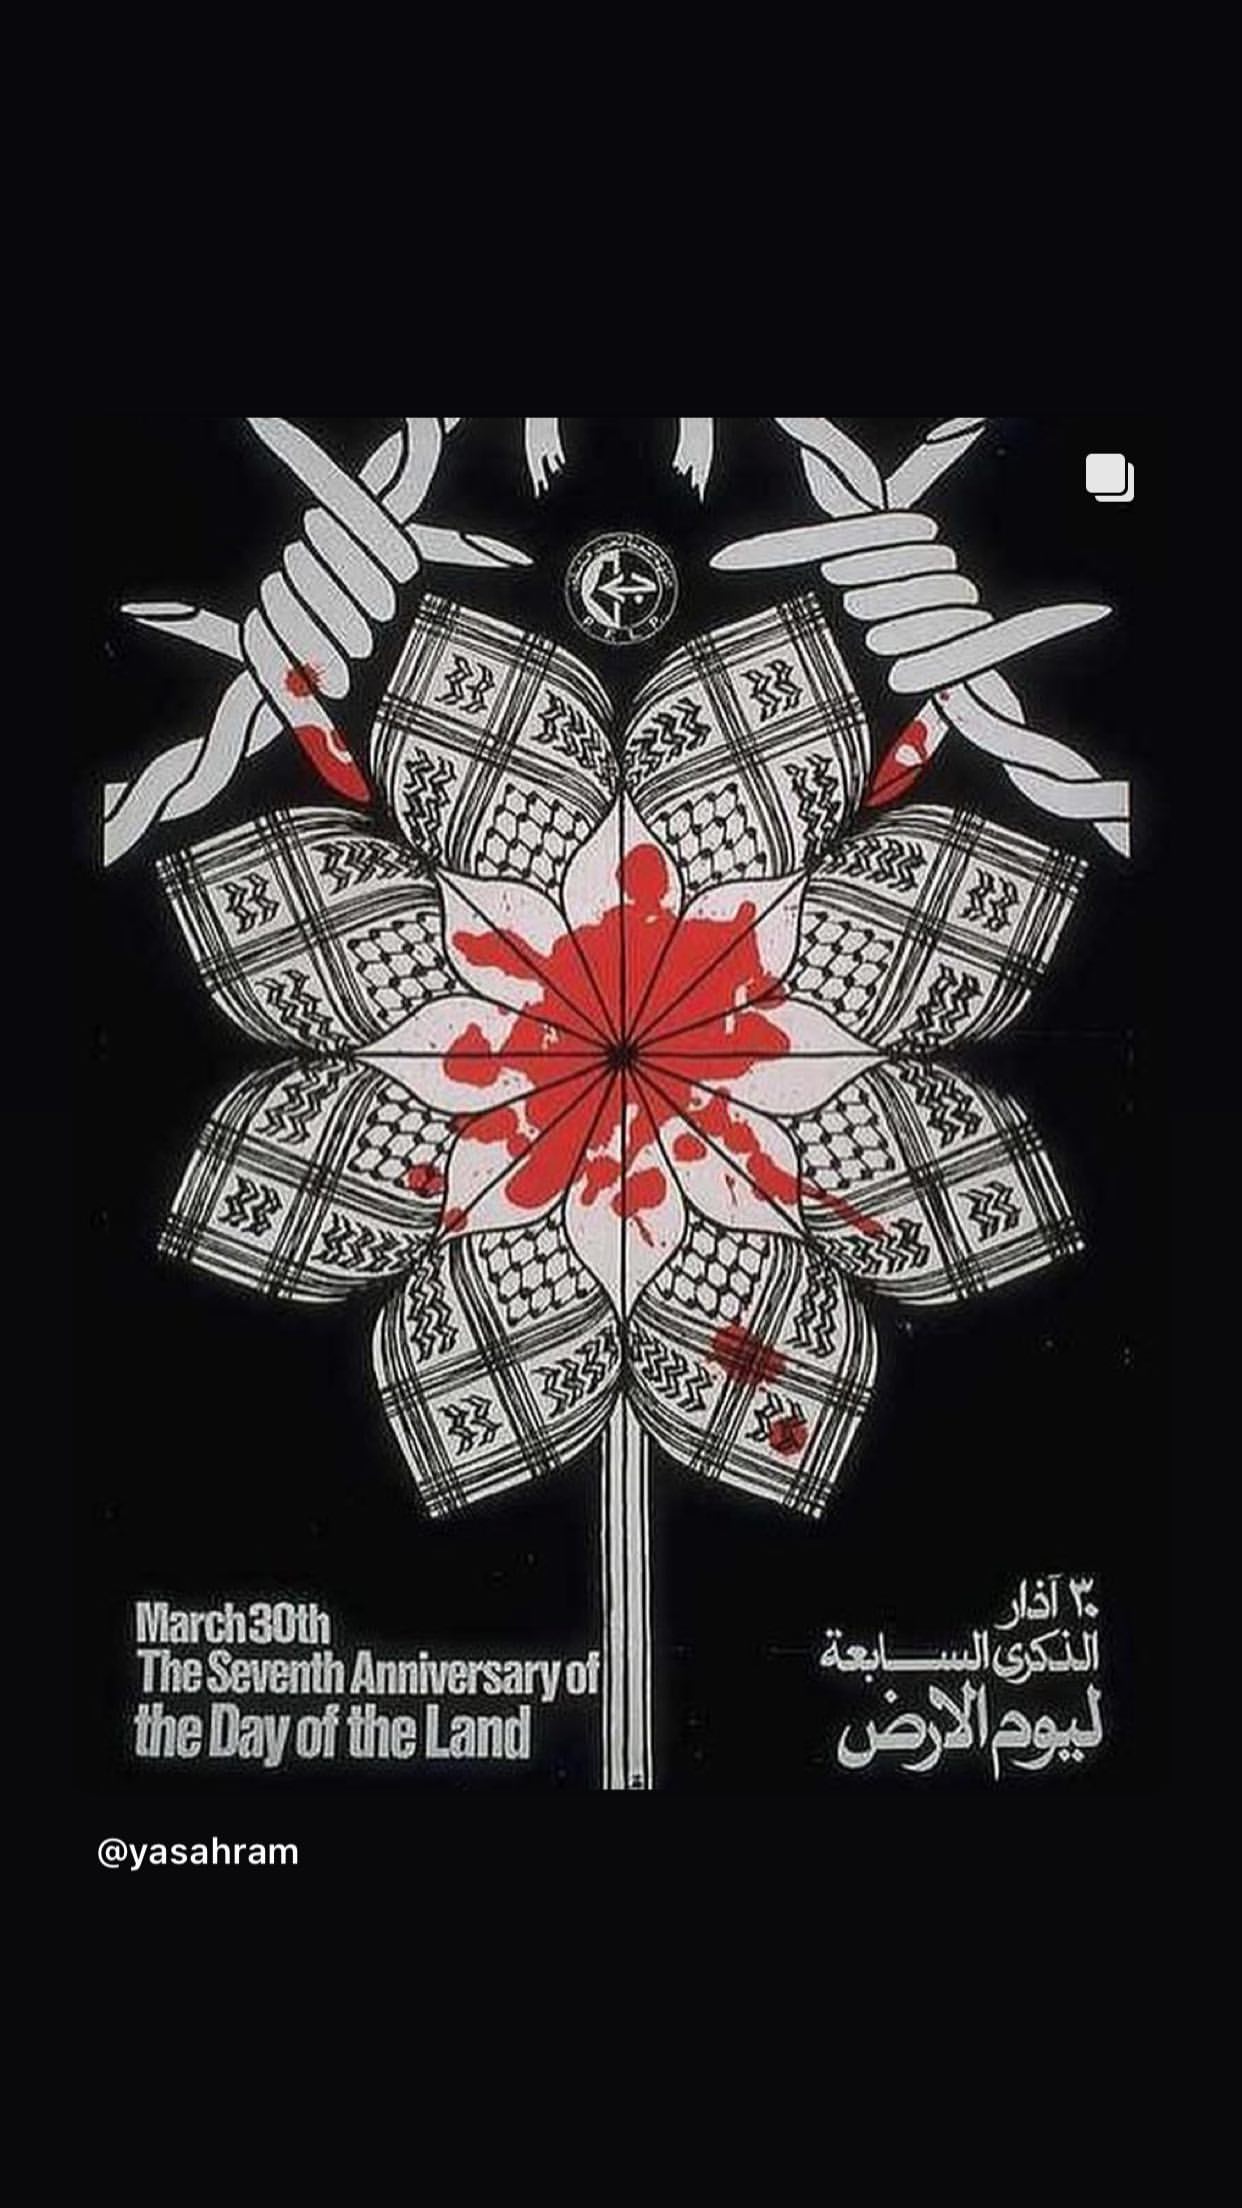 P F L P
March 30th
The Seventh Anniversary of
the Day of the Land
٣٠ آذار
الذكرى السابعة
ليوم الارض
@yasahram